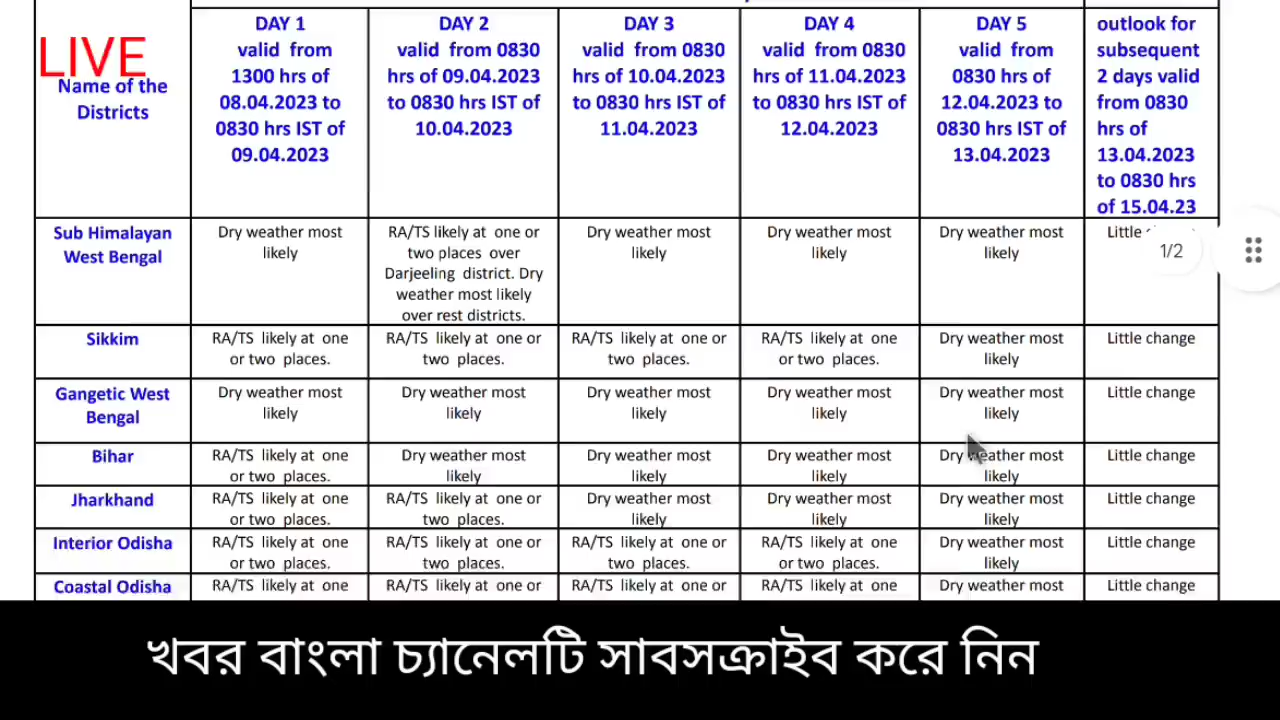 LIVE
Name of the
Districts
DAY 1
valid from
1300 hrs of
08.04.2023 to
0830 hrs IST of
09.04.2023
DAY 2
valid from 0830
hrs of 09.04.2023
to 0830 hrs IST of
10.04.2023
DAY 3
valid from 0830
hrs of 10.04.2023
to 0830 hrs IST of
11.04.2023
DAY 4
valid from 0830
hrs of 11.04.2023
to 0830 hrs IST of
12.04.2023
DAY 5
valid from
0830 hrs of
12.04.2023 to
0830 hrs IST of
13.04.2023
outlook for
subsequent
2 days valid
from 0830
hrs of
13.04.2023
to 0830 hrs
of 15.04.23
Sub Himalayan
West Bengal
Dry weather most
likely
RA/TS likely at one or
two places over
Darjeeling district. Dry
weather most likely
over rest districts.
Dry weather most
likely
Dry weather most
likely
Dry weather most
likely
Little
1/2
Sikkim
RA/TS likely at one
or two places.
RA/TS likely at one or
two places.
RA/TS likely at one or
two places.
RA/TS likely at one
or two places.
Dry weather most
likely
Little change
Gangetic West
Bengal
Dry weather most
likely
Dry weather most
likely
Dry weather most
likely
Dry weather most
likely
Dry weather most
likely
Little change
Bihar
RA/TS likely at one
or two places.
Dry weather most
likely
Dry weather most
likely
Dry weather most
likely
Dry weather most
likely
Little change
Jharkhand
RA/TS likely at one
or two places.
RA/TS likely at one or
two places.
Dry weather most
likely
Dry weather most
likely
Dry weather most
likely
Little change
Interior Odisha
RA/TS likely at one
or two places.
RA/TS likely at one or
two places.
RA/TS likely at one or
two places.
RA/TS likely at one
or two places.
Dry weather most
likely
Little change
Coastal Odisha
RA/TS likely at one
RA/TS likely at one or
RA/TS likely at one or
RA/TS likely at one
Dry weather most
Little change
খবর বাংলা চ্যানেলটি সাবসক্রাইব করে নিন